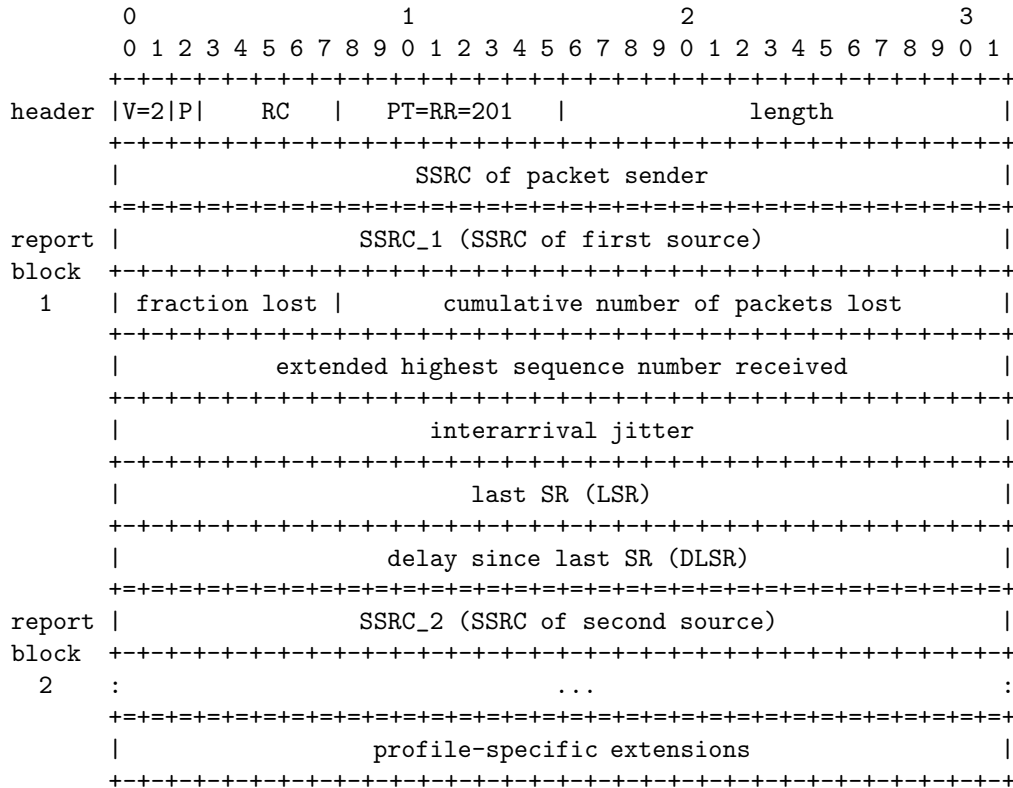 0                   1                   2                   3
        0 1 2 3 4 5 6 7 8 9 0 1 2 3 4 5 6 7 8 9 0 1 2 3 4 5 6 7 8 9 0 1
       +-+-+-+-+-+-+-+-+-+-+-+-+-+-+-+-+-+-+-+-+-+-+-+-+-+-+-+-+-+-+-+-+
header |V=2|P|    RC   |   PT=RR=201   |             length            |
       +-+-+-+-+-+-+-+-+-+-+-+-+-+-+-+-+-+-+-+-+-+-+-+-+-+-+-+-+-+-+-+-+
       |                     SSRC of packet sender                     |
       +=+=+=+=+=+=+=+=+=+=+=+=+=+=+=+=+=+=+=+=+=+=+=+=+=+=+=+=+=+=+=+=+
report |                 SSRC_1 (SSRC of first source)                 |
block  +-+-+-+-+-+-+-+-+-+-+-+-+-+-+-+-+-+-+-+-+-+-+-+-+-+-+-+-+-+-+-+-+
  1    | fraction lost |       cumulative number of packets lost       |
       +-+-+-+-+-+-+-+-+-+-+-+-+-+-+-+-+-+-+-+-+-+-+-+-+-+-+-+-+-+-+-+-+
       |           extended highest sequence number received           |
       +-+-+-+-+-+-+-+-+-+-+-+-+-+-+-+-+-+-+-+-+-+-+-+-+-+-+-+-+-+-+-+-+
       |                      interarrival jitter                      |
       +-+-+-+-+-+-+-+-+-+-+-+-+-+-+-+-+-+-+-+-+-+-+-+-+-+-+-+-+-+-+-+-+
       |                         last SR (LSR)                         |
       +-+-+-+-+-+-+-+-+-+-+-+-+-+-+-+-+-+-+-+-+-+-+-+-+-+-+-+-+-+-+-+-+
       |                   delay since last SR (DLSR)                  |
       +=+=+=+=+=+=+=+=+=+=+=+=+=+=+=+=+=+=+=+=+=+=+=+=+=+=+=+=+=+=+=+=+
report |                 SSRC_2 (SSRC of second source)                |
block  +-+-+-+-+-+-+-+-+-+-+-+-+-+-+-+-+-+-+-+-+-+-+-+-+-+-+-+-+-+-+-+-+
  2    :                               ...                             :
       +=+=+=+=+=+=+=+=+=+=+=+=+=+=+=+=+=+=+=+=+=+=+=+=+=+=+=+=+=+=+=+=+
       |                  profile-specific extensions                  |
       +-+-+-+-+-+-+-+-+-+-+-+-+-+-+-+-+-+-+-+-+-+-+-+-+-+-+-+-+-+-+-+-+